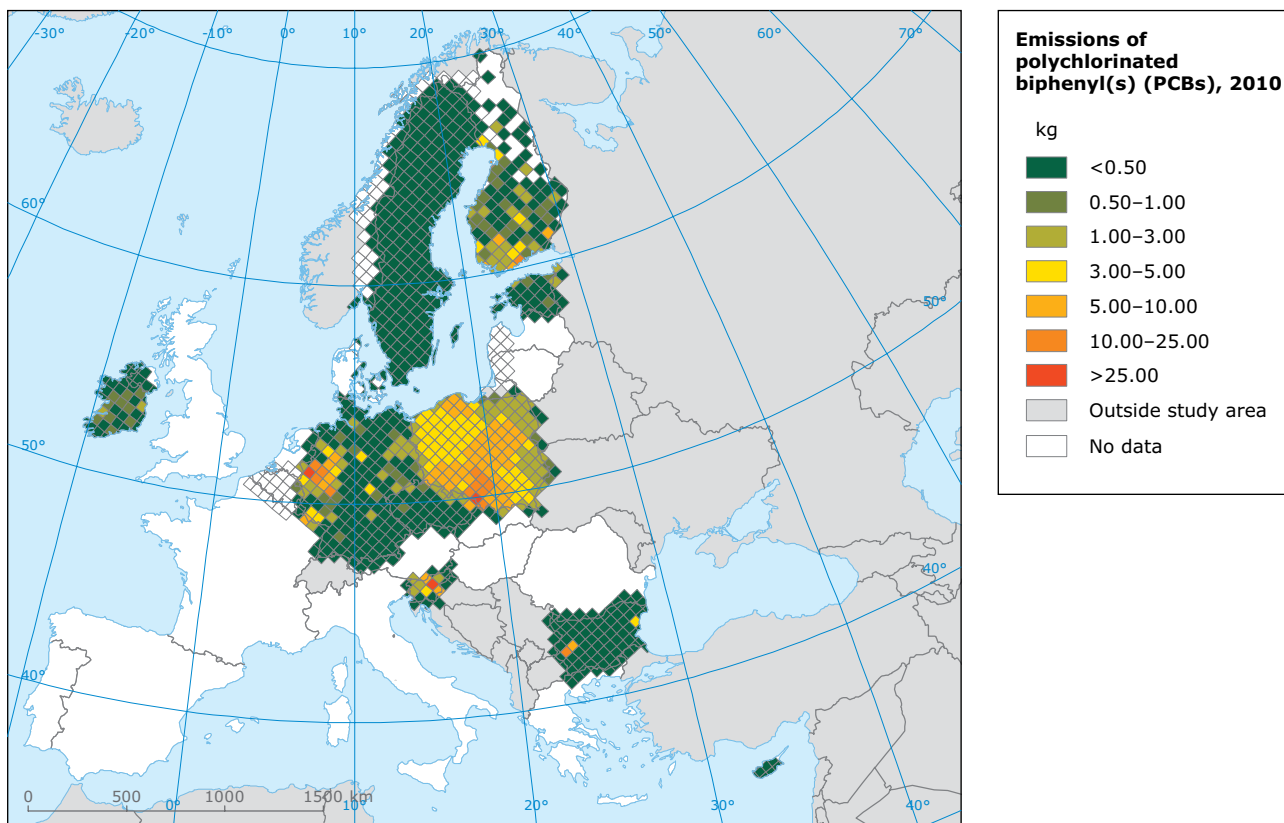 -30° -20° -10° 0° 10° 20° 30° 40° 50° 60° 70°
60°
50°
50°
40°
40°
0 500 1000 1500 km
0° 10° 20° 30° 40°
Emissions of
polychlorinated
biphenyl(s) (PCBs), 2010
kg
<0.50
0.50–1.00
1.00–3.00
3.00–5.00
5.00–10.00
10.00–25.00
>25.00
Outside study area
No data